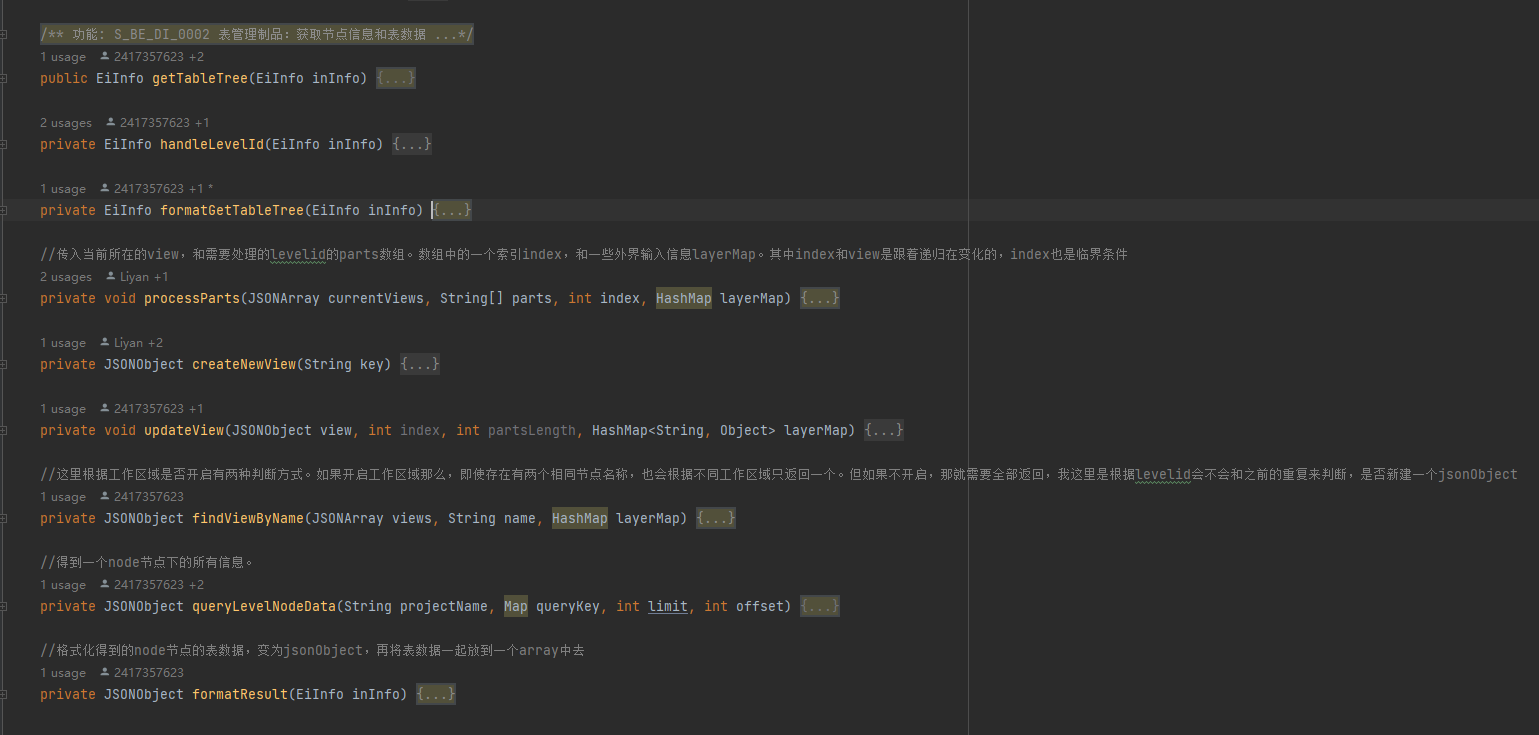 /** 功能: S_BE_DI_0002 表管理制品：获取节点信息和表数据 ...*/
1 usage 2417357623 +2
public EiInfo getTableTree(EiInfo inInfo) {...}
2 usages 2417357623 +1
private EiInfo handleLevelId(EiInfo inInfo) {...}
1 usage 2417357623 +1 *
private EiInfo formatGetTableTree(EiInfo inInfo) {...}
//传入当前所在的view，和需要处理的levelid的parts数组。数组中的一个索引index，和一些外界输入信息layerMap。其中index和view是跟着递归在变化的，index也是临界条件
2 usages Liyan +1
private void processParts(JSONArray currentViews, String[] parts, int index, HashMap layerMap) {...}
1 usage Liyan +2
private JSONObject createNewView(String key) {...}
1 usage 2417357623 +1
private void updateView(JSONObject view, int index, int partsLength, HashMap<String, Object> layerMap) {...}
//这里根据工作区域是否开启有两种判断方式。如果开启工作区域那么，即使存在有两个相同节点名称，也会根据不同工作区域只返回一个。但如果不开启，那就需要全部返回，我这里是根据levelid会不会和之前的重复来判断，是否新建一个jsonObject
1 usage 2417357623
private JSONObject findViewByName(JSONArray views, String name, HashMap layerMap) {...}
//得到一个node节点下的所有信息。
1 usage 2417357623 +2
private JSONObject queryLevelNodeData(String projectName, Map queryKey, int limit, int offset) {...}
//格式化得到的node节点的表数据，变为jsonObject，再将表数据一起放到一个array中去
1 usage 2417357623
private JSONObject formatResult(EiInfo inInfo) {...}